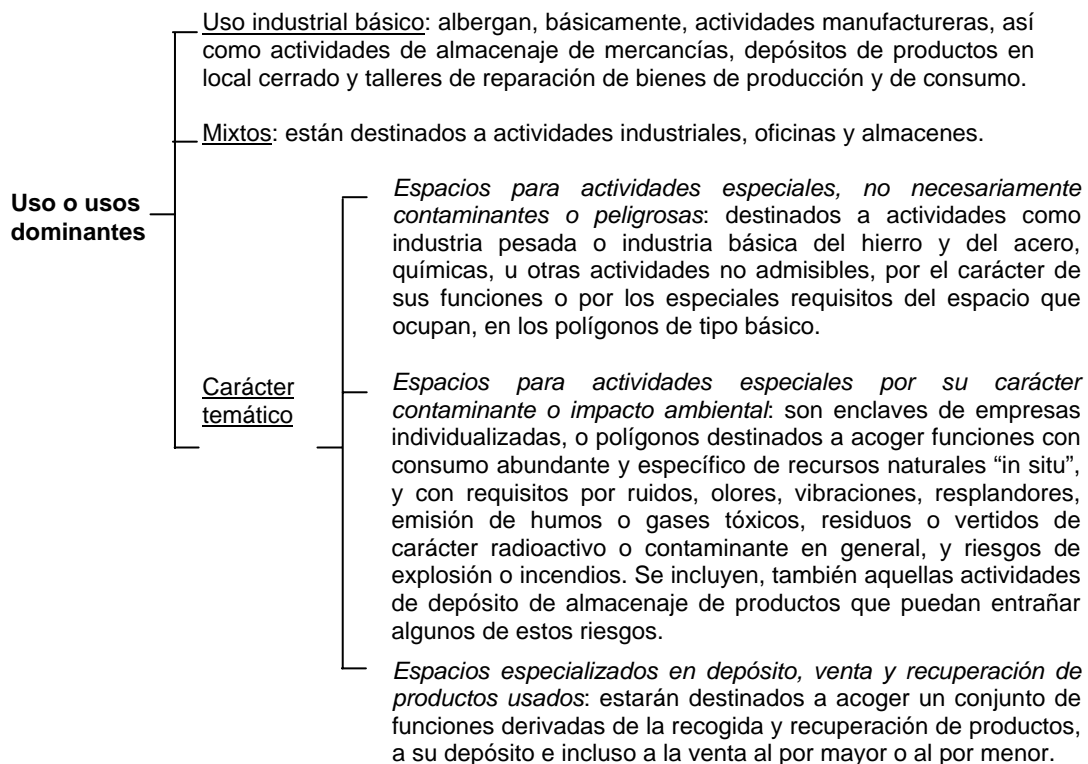 Uso industrial básico: albergan, básicamente, actividades manufactureras, así
como actividades de almacenaje de mercancías, depósitos de productos en
local cerrado y talleres de reparación de bienes de producción y de consumo.
Mixtos: están destinados a actividades industriales, oficinas y almacenes.
Uso o usos
dominantes
Carácter
temático
Espacios para actividades especiales, no necesariamente
contaminantes o peligrosas: destinados a actividades como
industria pesada o industria básica del hierro y del acero,
químicas, u otras actividades no admisibles, por el carácter de
sus funciones o por los especiales requisitos del espacio que
ocupan, en los polígonos de tipo básico.
Espacios para actividades especiales por su carácter
contaminante o impacto ambiental: son enclaves de empresas
individualizadas, o polígonos destinados a acoger funciones con
consumo abundante y específico de recursos naturales “in situ”,
y con requisitos por ruidos, olores, vibraciones, resplandores,
emisión de humos o gases tóxicos, residuos o vertidos de
carácter radioactivo o contaminante en general, y riesgos de
explosión o incendios. Se incluyen, también aquellas actividades
de depósito de almacenaje de productos que puedan entrañar
algunos de estos riesgos.
Espacios especializados en depósito, venta y recuperación de
productos usados: estarán destinados a acoger un conjunto de
funciones derivadas de la recogida y recuperación de productos,
a su depósito e incluso a la venta al por mayor o al por menor.